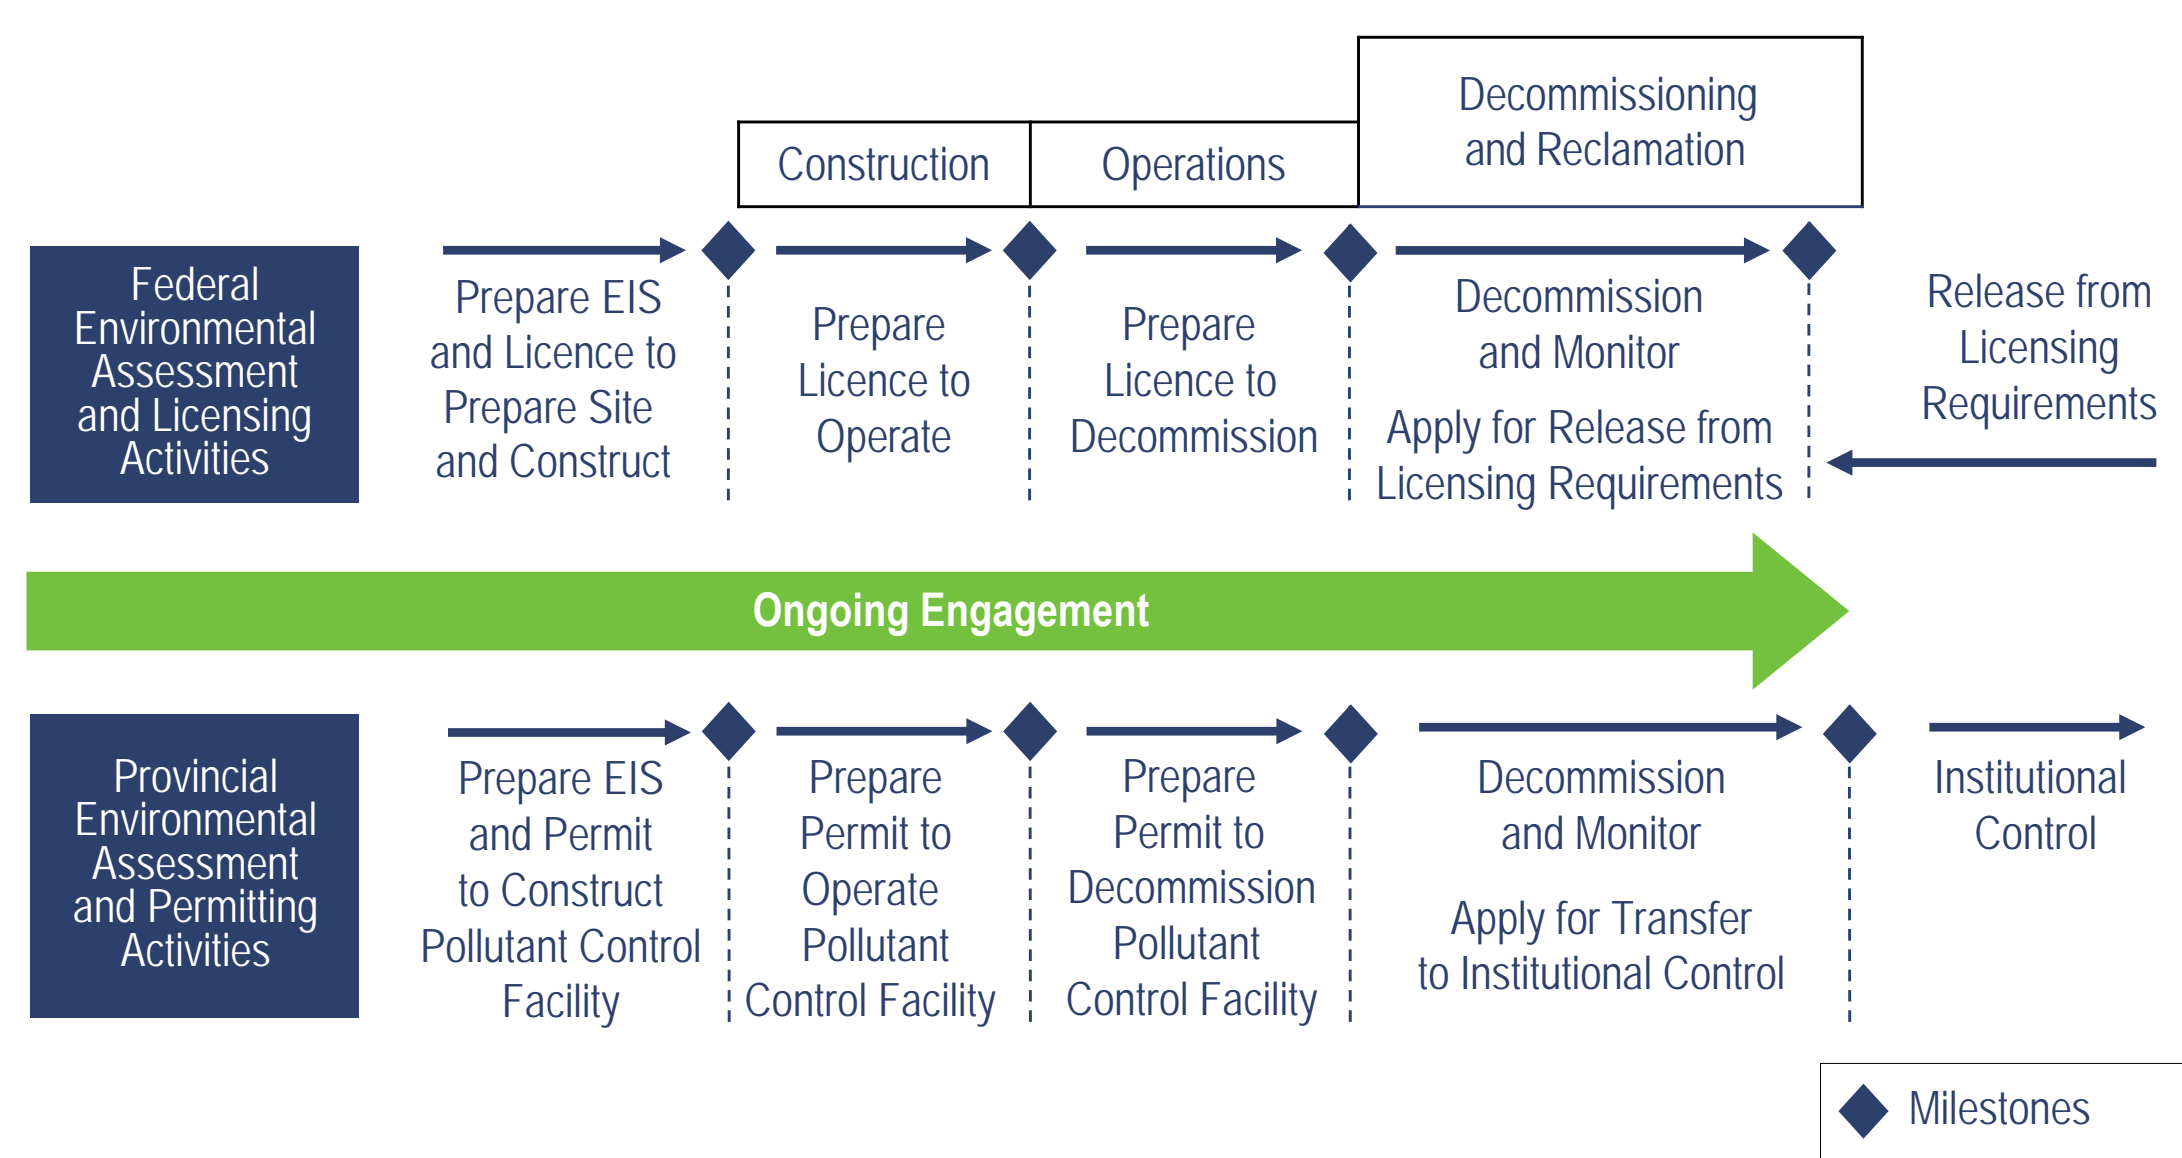 Decommissioning
and Reclamation
Construction
Operations
Federal
Environmental
Assessment
and Licensing
Activities
Prepare EIS
and Licence to
Prepare Site
and Construct
Prepare
Licence to
Operate
Prepare
Licence to
Decommission
Decommission
and Monitor
Apply for Release from
Licensing Requirements
Release from
Licensing
Requirements
Ongoing Engagement
Provincial
Environmental
Assessment
and Permitting
Activities
Prepare EIS
and Permit
to Construct
Pollutant Control
Facility
Prepare
Permit to
Operate
Pollutant
Control Facility
Prepare
Permit to
Decommission
Pollutant
Control Facility
Decommission
and Monitor
Apply for Transfer
to Institutional Control
Institutional
Control
Milestones